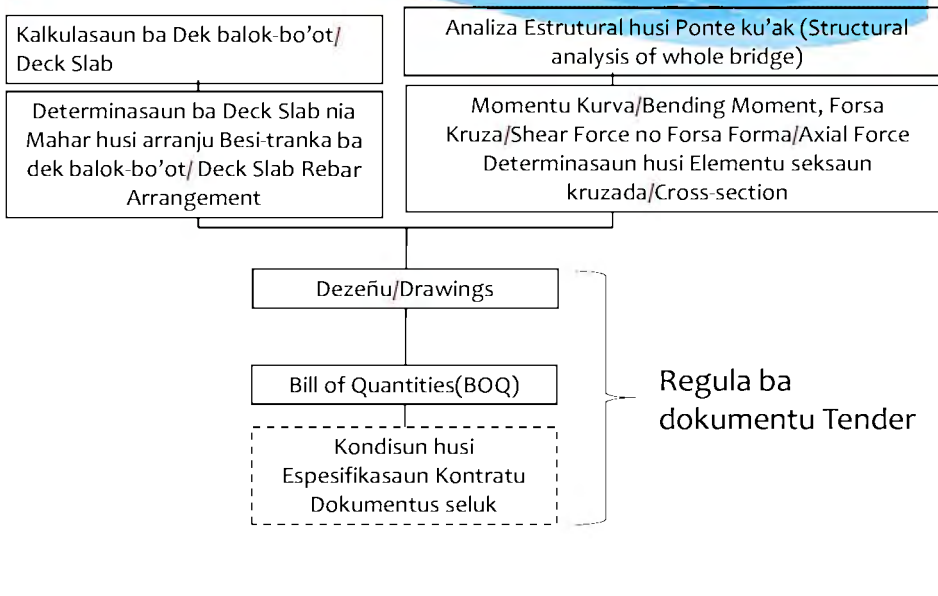 Kalkulasaun ba Dek balok-bo'ot/
Deck Slab
Analiza Estrutural husi Ponte ku'ak (Structural
analysis of whole bridge)
Determinasaun ba Deck Slab nia
Mahar husi arranju Besi-tranka ba
dek balok-bo'ot/ Deck Slab Rebar
Arrangement
Momentu Kurva/Bending Moment, Forsa
Kruza/Shear Force no Forsa Forma/Axial Force
Determinasaun husi Elementu seksaun
kruzada/Cross-section
Dezeñu/Drawings
Bill of Quantities(BOQ)
Kondisun husi
Espesifikasaun Kontratu
Dokumentus seluk
Regula ba
dokumentu Tender